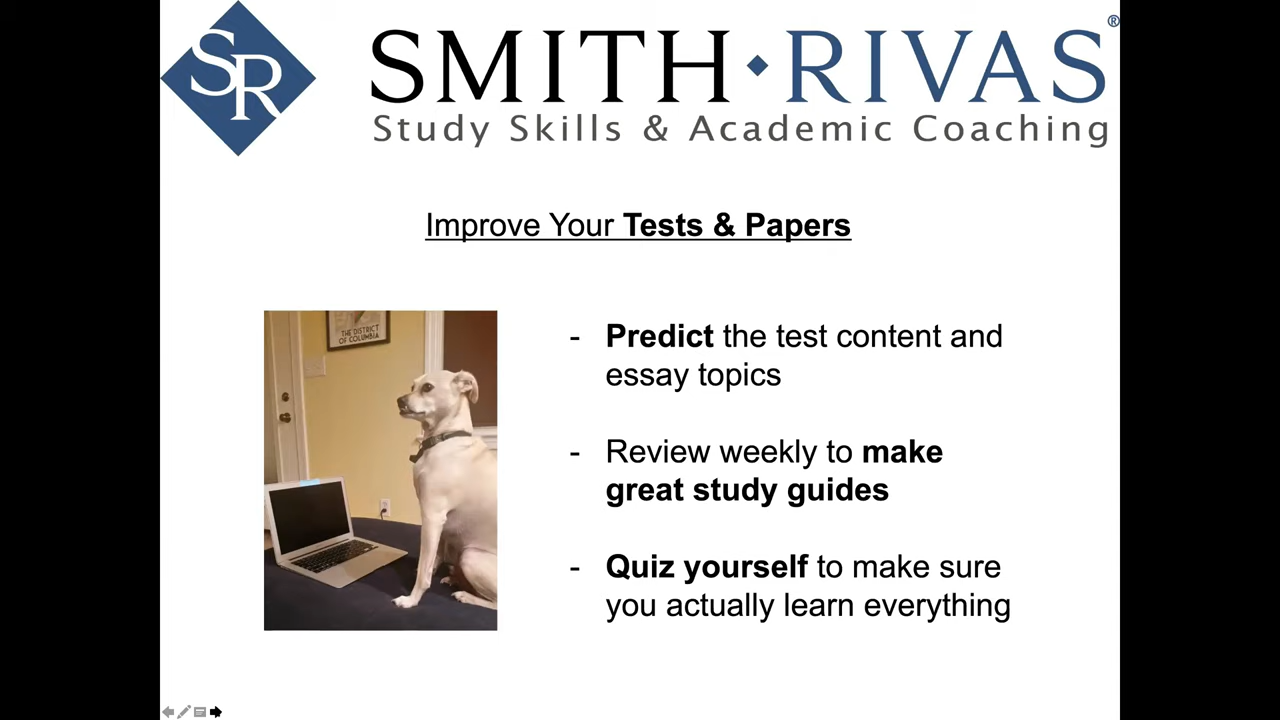 SR
SMITH RIVAS®
Study Skills & Academic Coaching
Improve Your Tests & Papers
THE DISTRICT
OF COLUMBIA
- Predict the test content and
essay topics
- Review weekly to make
great study guides
- Quiz yourself to make sure
you actually learn everything